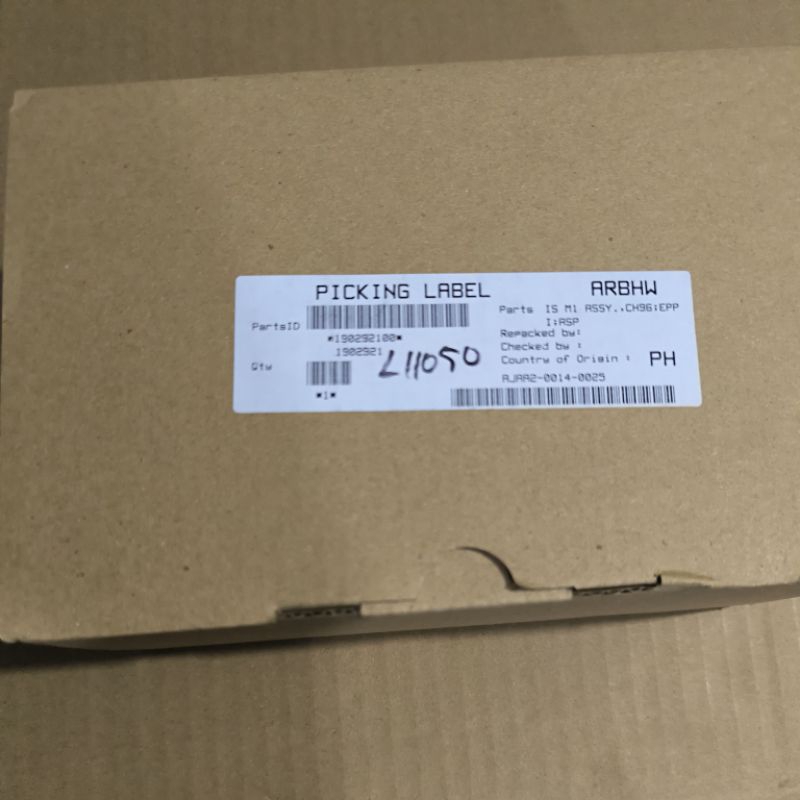 PICKING LABEL ARBHW
PartsID
*190292100*
1902921
L11050
Qty
*1*
Parts IS M1 ASSY.,CH96;EPP
I;ASP
Repacked by:
Checked by :
Country of Origin : PH
AJAA2-0014-0025